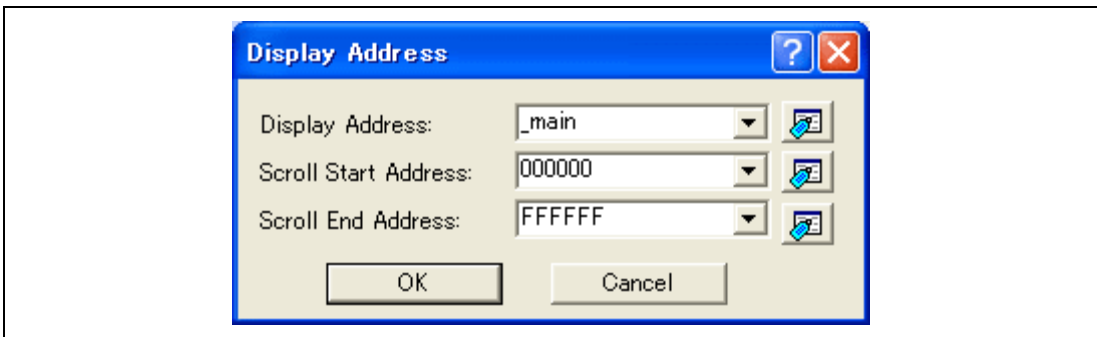 Display Address
Display Address: _main
Scroll Start Address: 000000
Scroll End Address: FFFFFF
OK Cancel